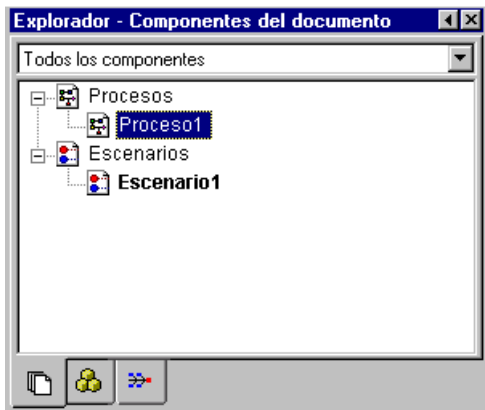 Explorador - Componentes del documento
Todos los componentes
Procesos
Proceso1
Escenarios
Escenario1